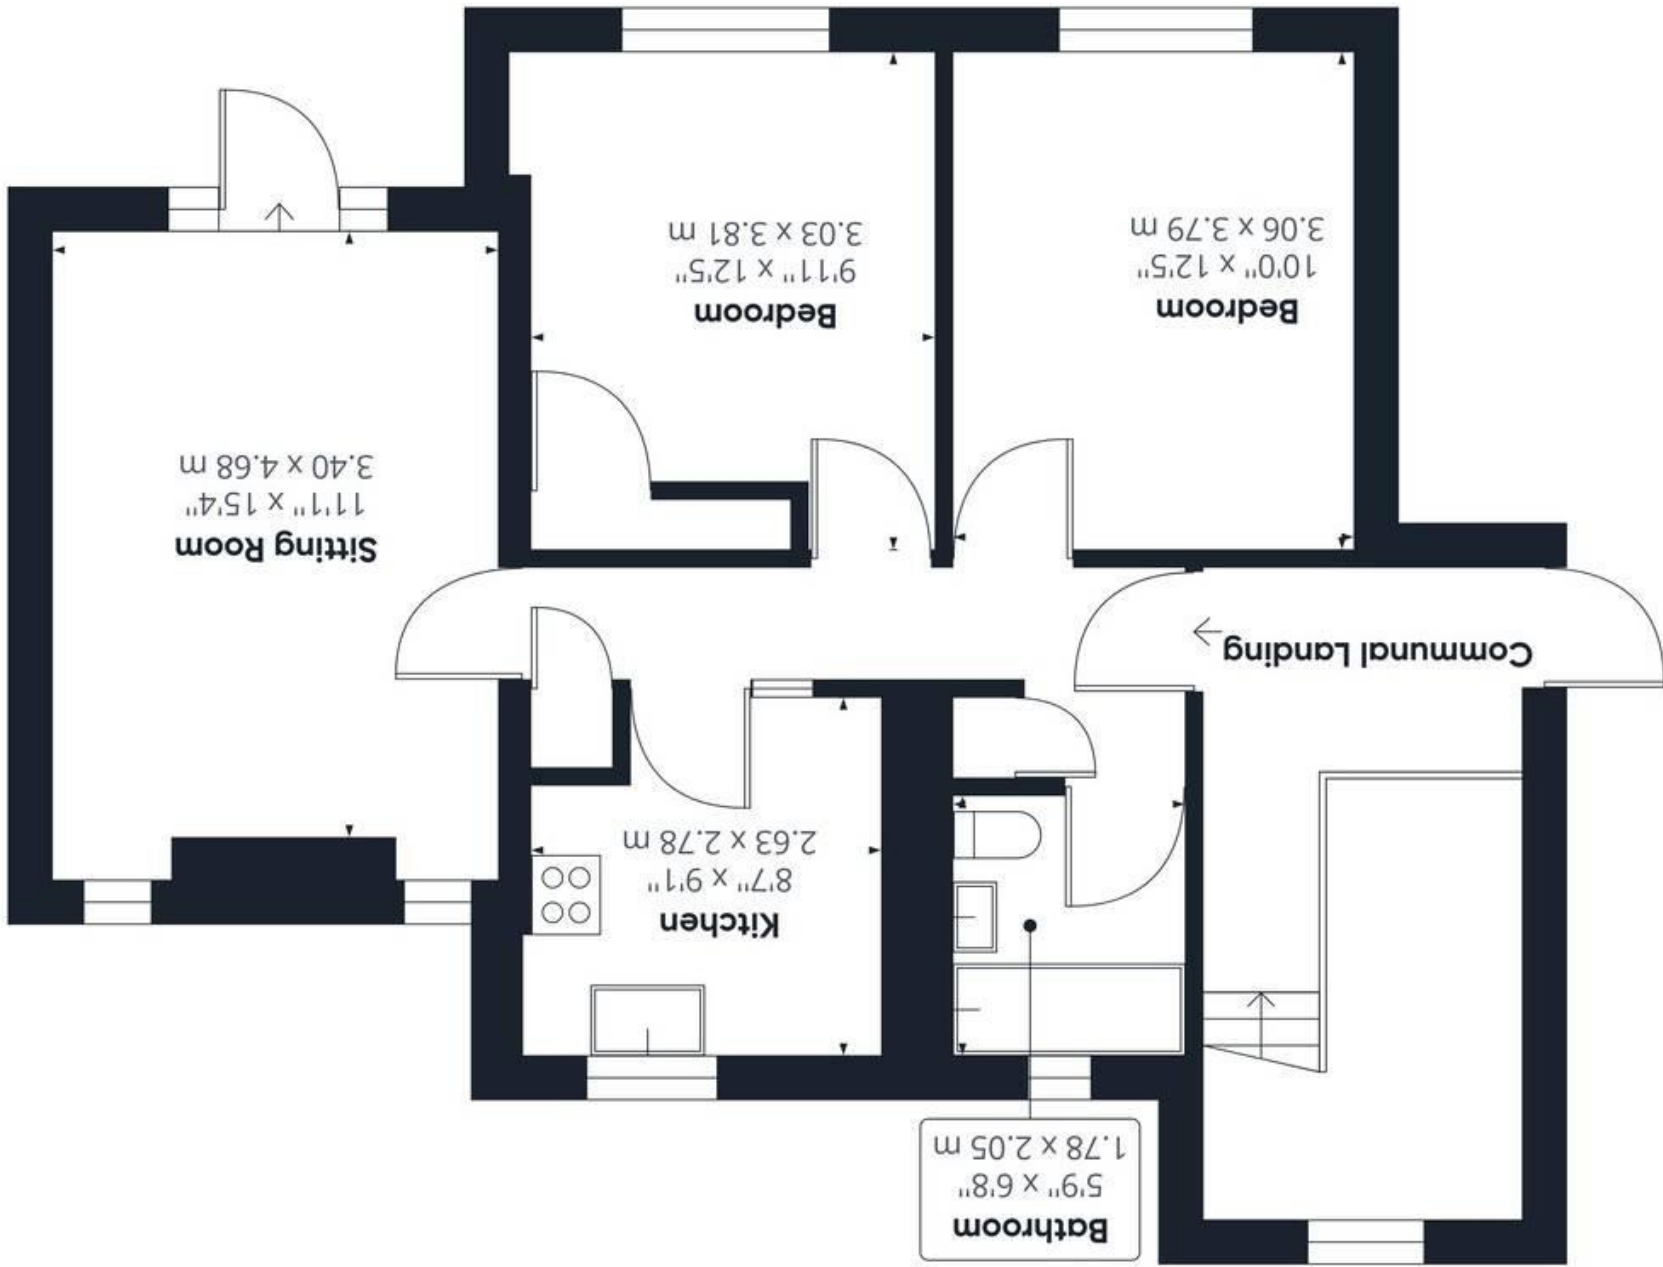 Bathroom
5'9" x 6'8"
1.78 x 2.05 m
Kitchen
8'7" x 9'1"
2.63 x 2.78 m
Communal Landing
Sitting Room
11'1" x 15'4"
3.40 x 4.68 m
Bedroom
10'0" x 12'5"
3.06 x 3.79 m
Bedroom
9'11" x 12'5"
3.03 x 3.81 m